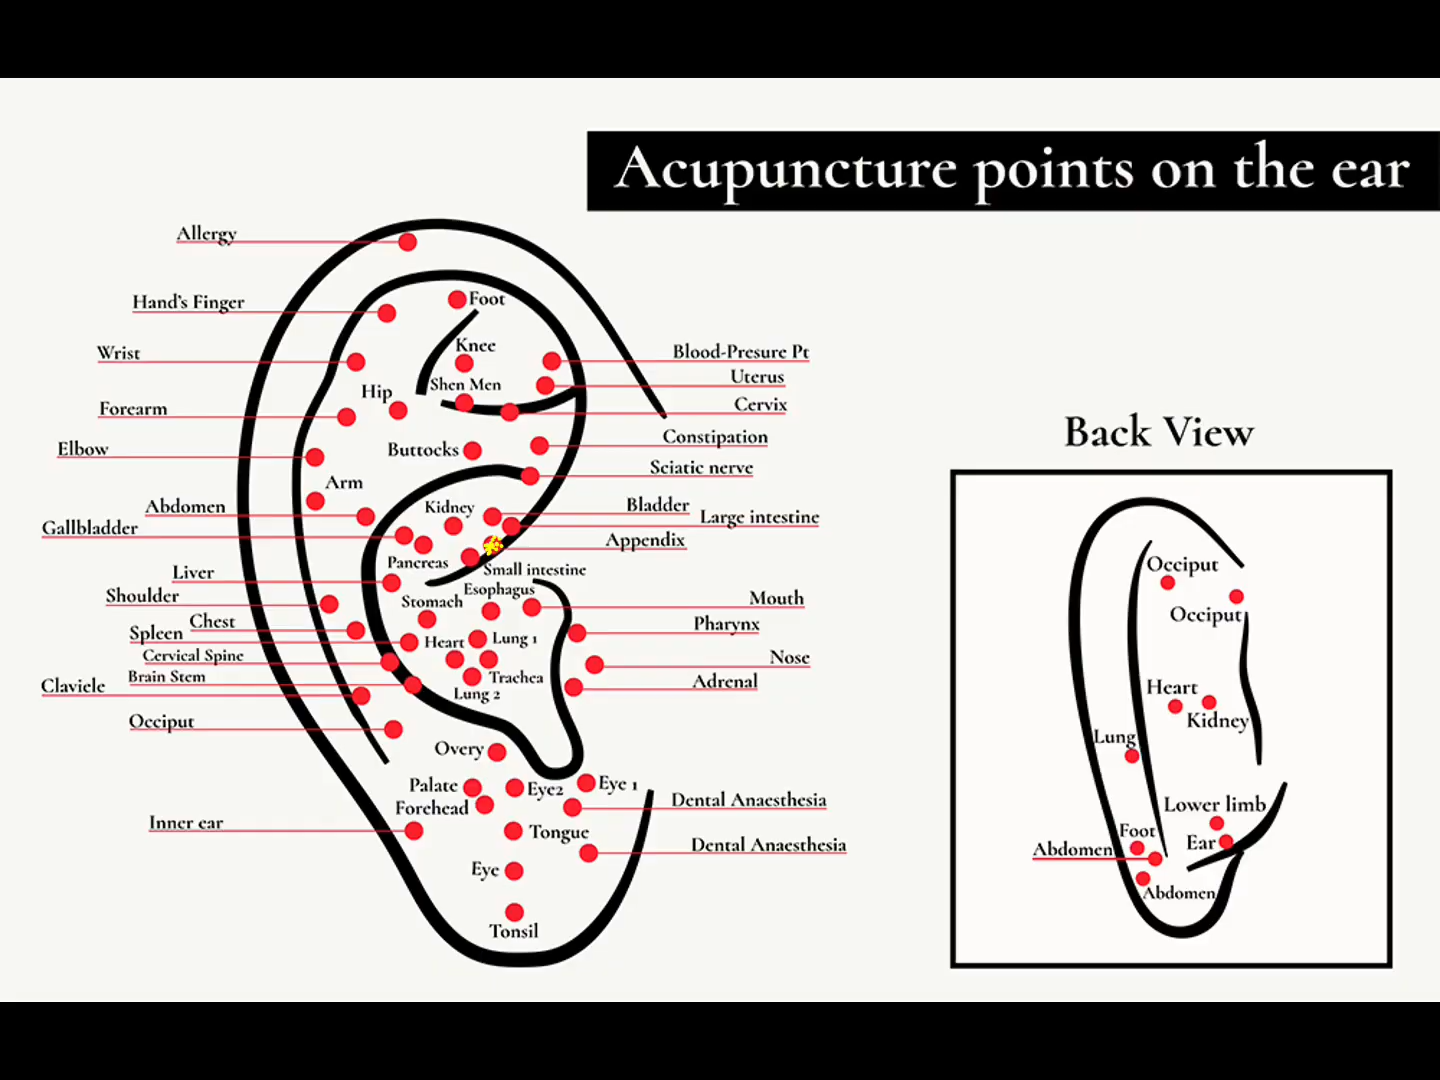 Acupuncture points on the ear
Allergy
Hand's Finger
Foot
Wrist
Knee
Blood-Presure Pt
Uterus
Hip
Shen Men
Cervix
Forearm
Elbow
Buttocks
Constipation
Sciatic nerve
Arm
Abdomen
Kidney
Bladder
Large intestine
Gallbladder
Appendix
Pancreas
Small intestine
Liver
Esophagus
Shoulder
Stomach
Mouth
Chest
Pharynx
Spleen
Heart
Lung 1
Cervical Spine
Nose
Brain Stem
Trachea
Adrenal
Claviele
Lung 2
Occiput
Overy
Palate
Eye2
Eye 1
Forehead
Dental Anaesthesia
Inner ear
Tongue
Dental Anaesthesia
Eye
Tonsil
Back View
Occiput
Occiput
Heart
Kidney
Lung
Lower limb
Foot
Ear
Abdomen
Abdomen